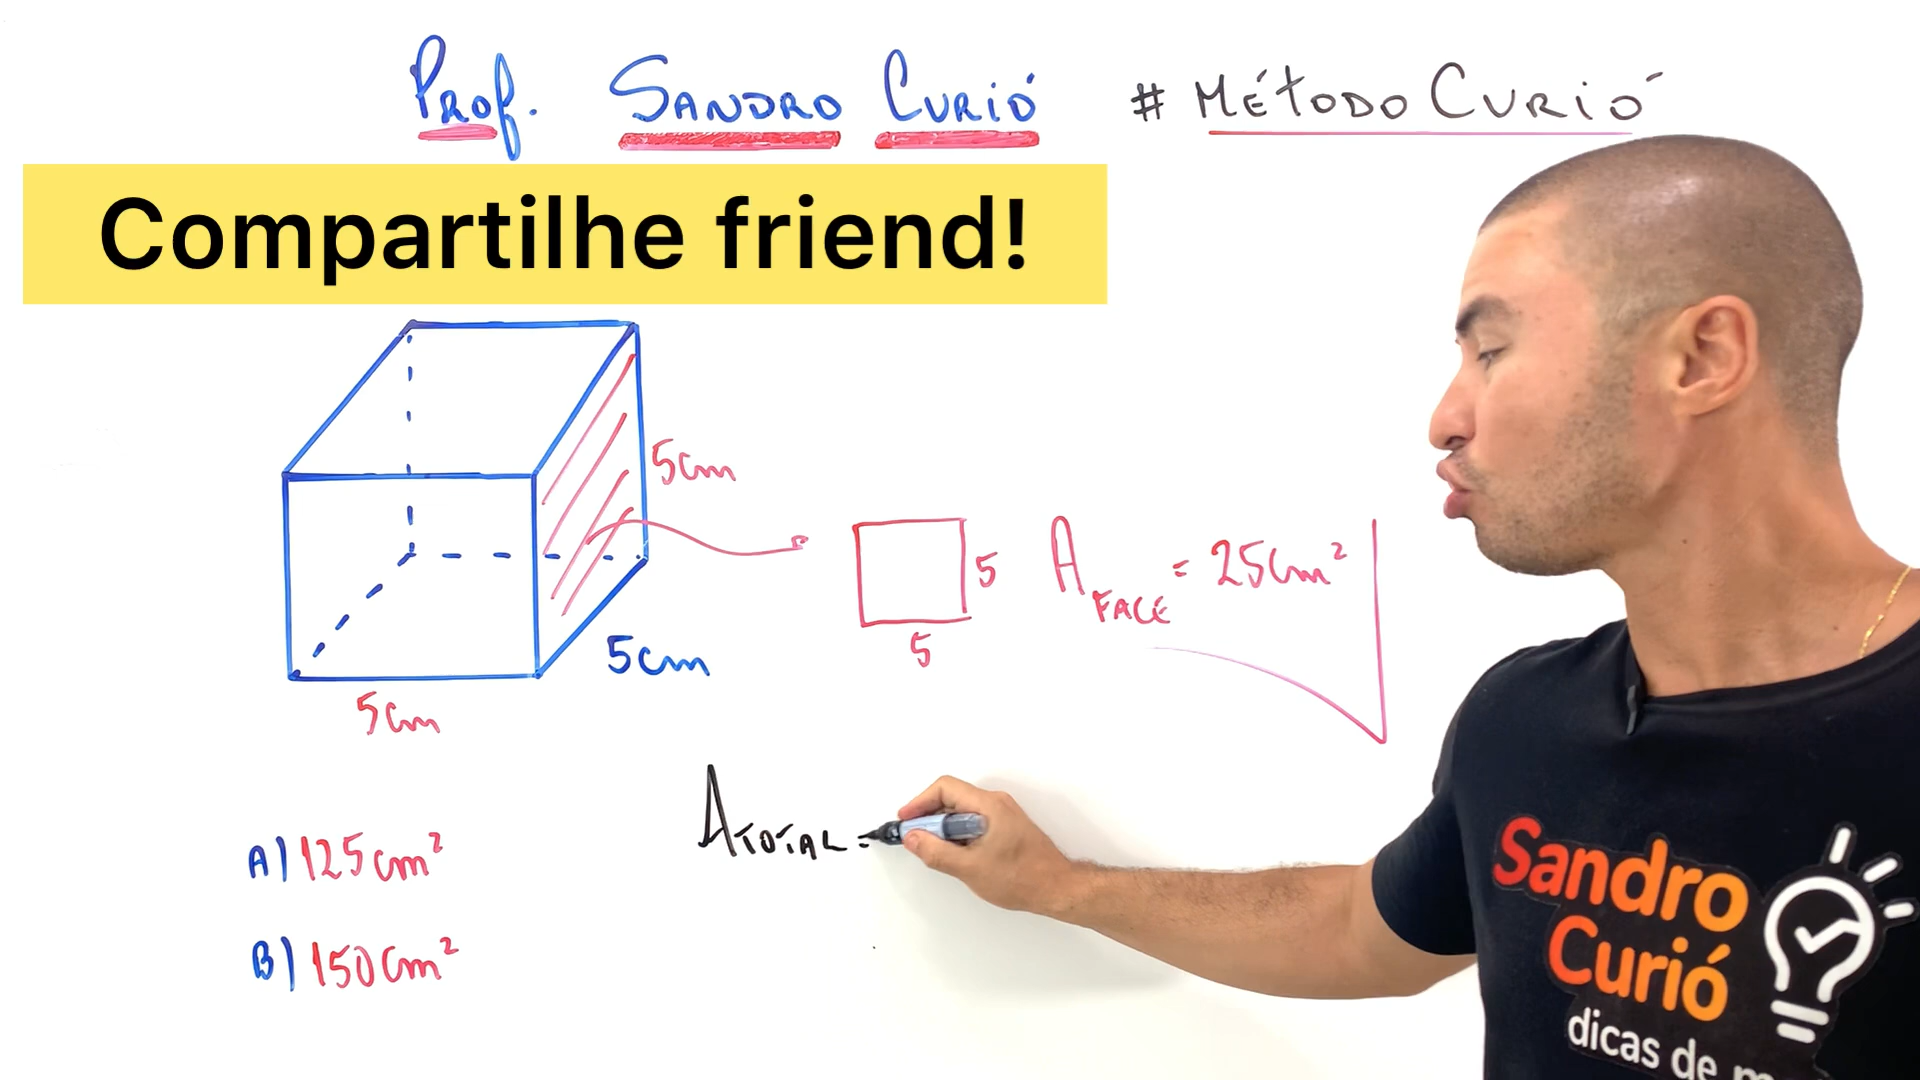 Prof. Sandro Curió # Método Curió
Compartilhe friend!
5cm
5 A FACE = 25cm²
5
5cm
5cm
A TOTAL =
A) 125cm²
B) 150cm²
Sandro
Curió
dicas de m